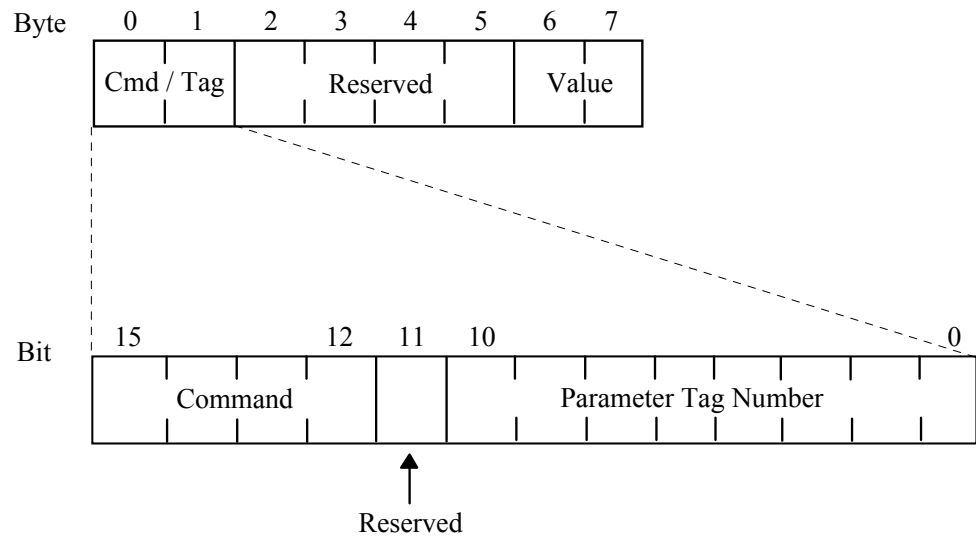 Byte 0 1 2 3 4 5 6 7
Cmd / Tag Reserved Value
Bit 15 12 11 10 0
Command Parameter Tag Number
Reserved